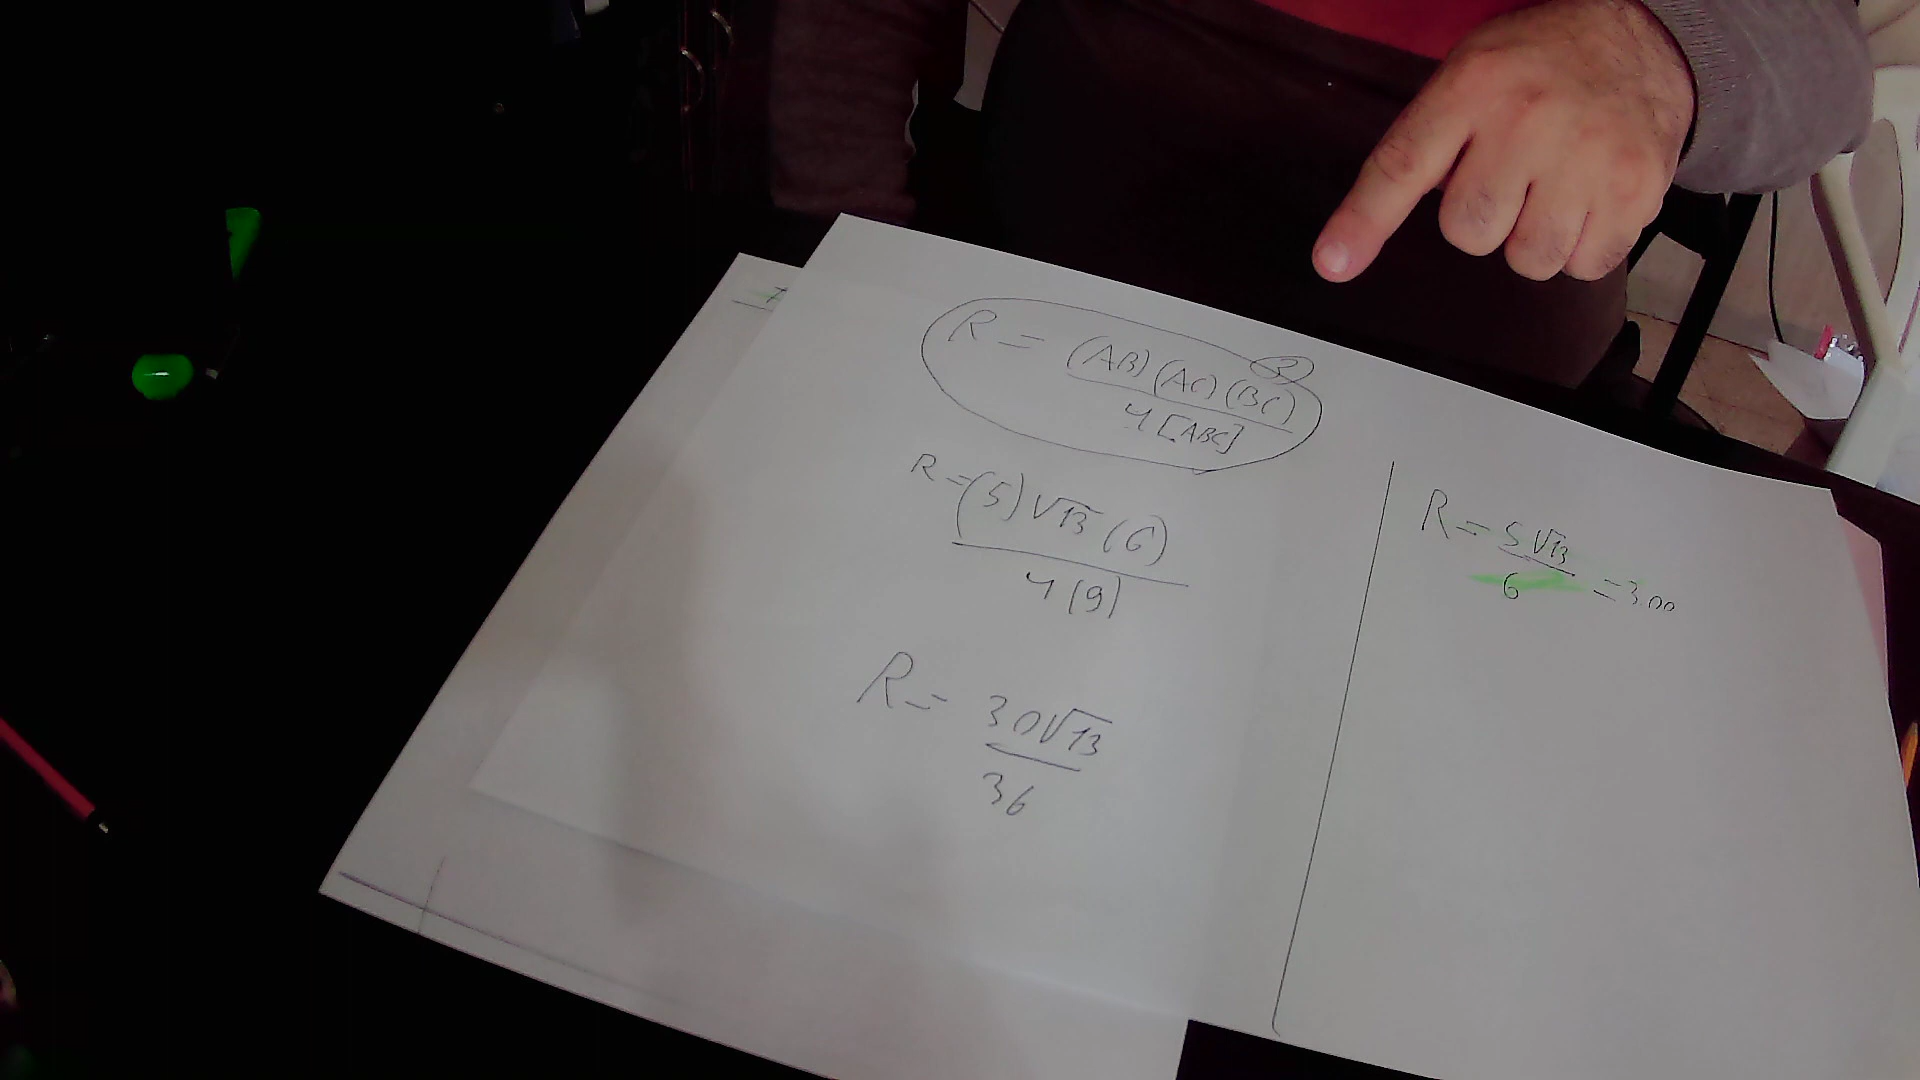 R = (AB)(AC)(BC)
4[ABC]
R = (5)√13(6)
4(9)
R = 30√13
36
R = 5√13
6
= 3.00